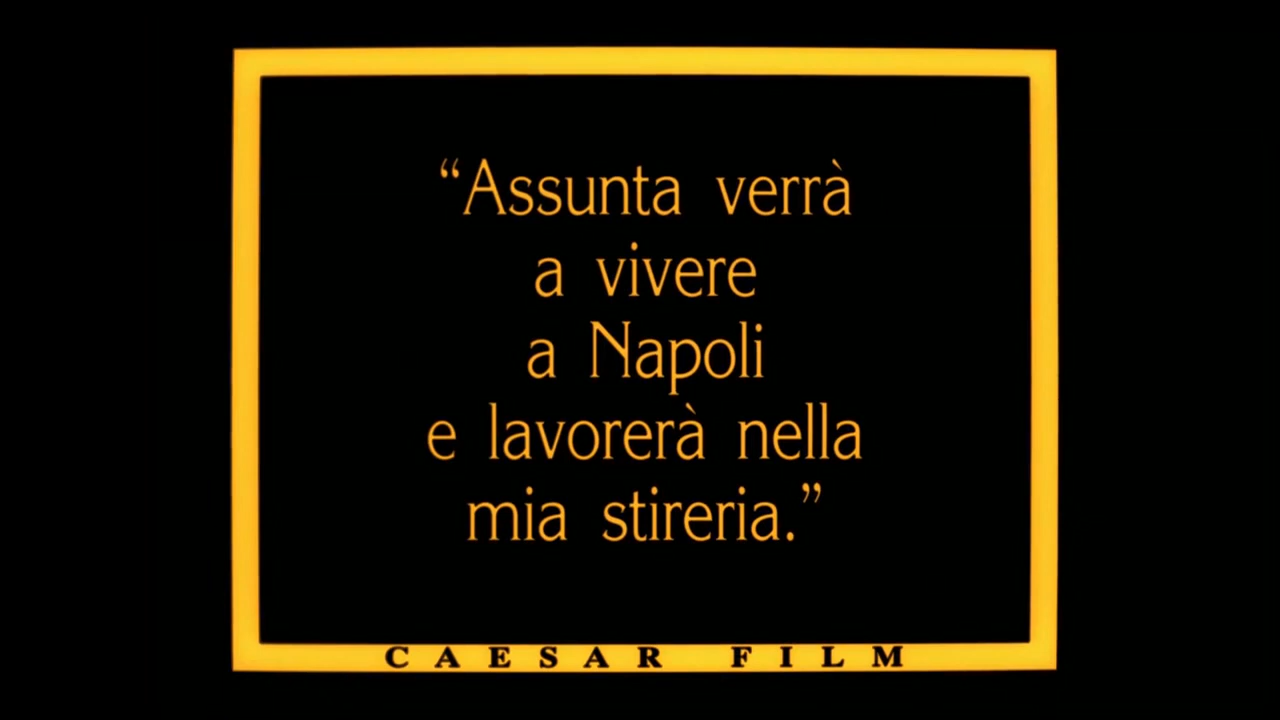 “Assunta verrà
a vivere
a Napoli
e lavorerà nella
mia stireria.”
CAESAR FILM